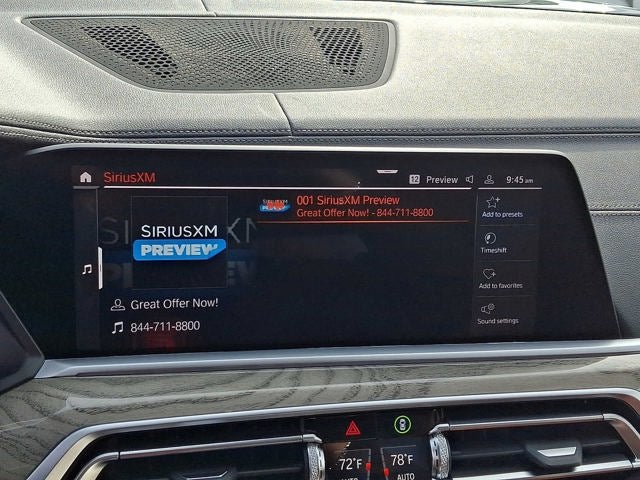 SiriusXM
12 Preview 9:45 am
SIRIUSXM
PREVIEW
Great Offer Now!
844-711-8800
001 SiriusXM Preview
Great Offer Now! - 844-711-8800
Add to presets
Timeshift
Add to favorites
Sound settings
72°F
AUTO
78°F
AUTO